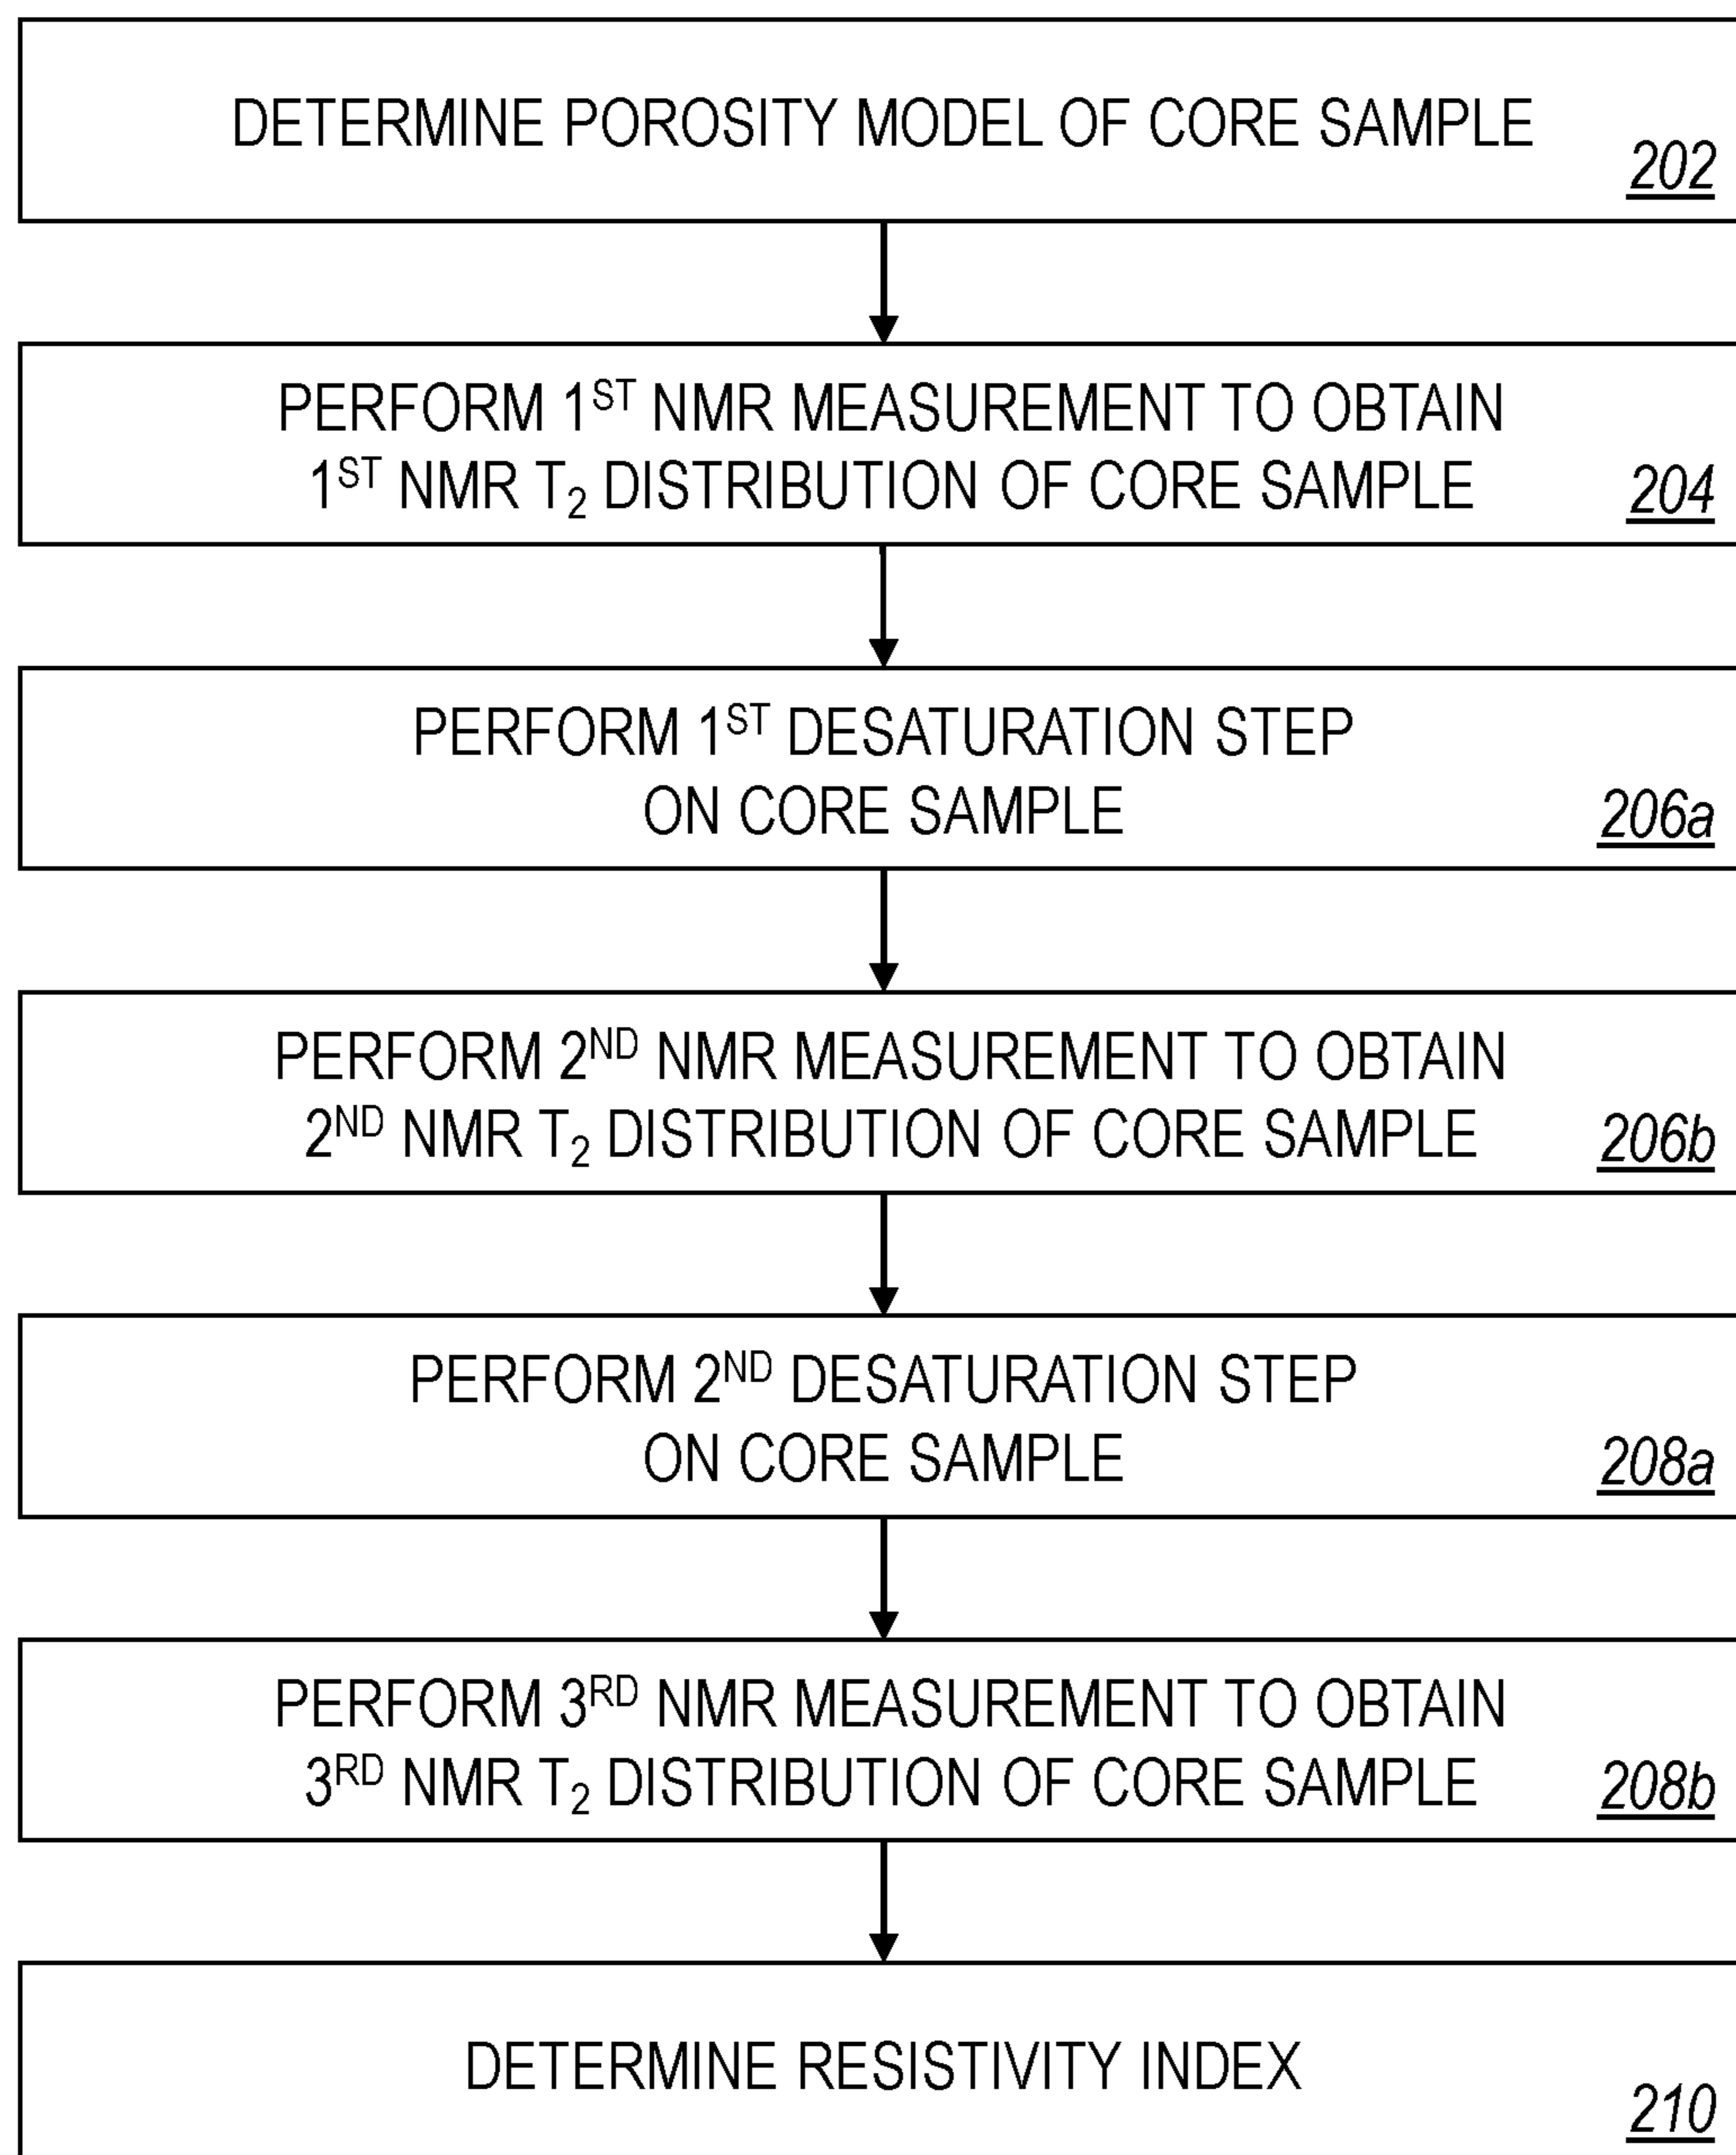 DETERMINE POROSITY MODEL OF CORE SAMPLE
202
PERFORM 1ST NMR MEASUREMENT TO OBTAIN
1ST NMR T2 DISTRIBUTION OF CORE SAMPLE
204
PERFORM 1ST DESATURATION STEP
ON CORE SAMPLE
206a
PERFORM 2ND NMR MEASUREMENT TO OBTAIN
2ND NMR T2 DISTRIBUTION OF CORE SAMPLE
206b
PERFORM 2ND DESATURATION STEP
ON CORE SAMPLE
208a
PERFORM 3RD NMR MEASUREMENT TO OBTAIN
3RD NMR T2 DISTRIBUTION OF CORE SAMPLE
208b
DETERMINE RESISTIVITY INDEX
210